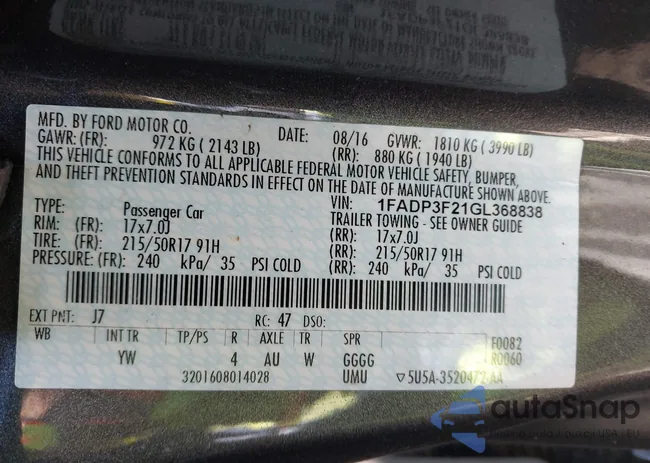 MFD. BY FORD MOTOR CO. DATE: 08/16 GVWR: 1810 KG ( 3990 LB)
GAWR: (FR): 972 KG ( 2143 LB) (RR): 880 KG ( 1940 LB)
THIS VEHICLE CONFORMS TO ALL APPLICABLE FEDERAL MOTOR VEHICLE SAFETY, BUMPER,
AND THEFT PREVENTION STANDARDS IN EFFECT ON THE DATE OF MANUFACTURE SHOWN ABOVE.
VIN: 1FADP3F21GL368838
TYPE: Passenger Car TRAILER TOWING - SEE OWNER GUIDE
RIM: (FR): 17x7.0J (RR): 17x7.0J
TIRE: (FR): 215/50R17 91H (RR): 215/50R17 91H
PRESSURE: (FR): 240 kPa/ 35 PSI COLD (RR): 240 kPa/ 35 PSI COLD
EXT PNT: J7 RC: 47 DSO:
WB INT TR TP/PS R AXLE TR SPR F0082
YW 4 AU W GGGG R0060
3201608014028 UMU ▽5U5A-3520472-AA
autoSnap